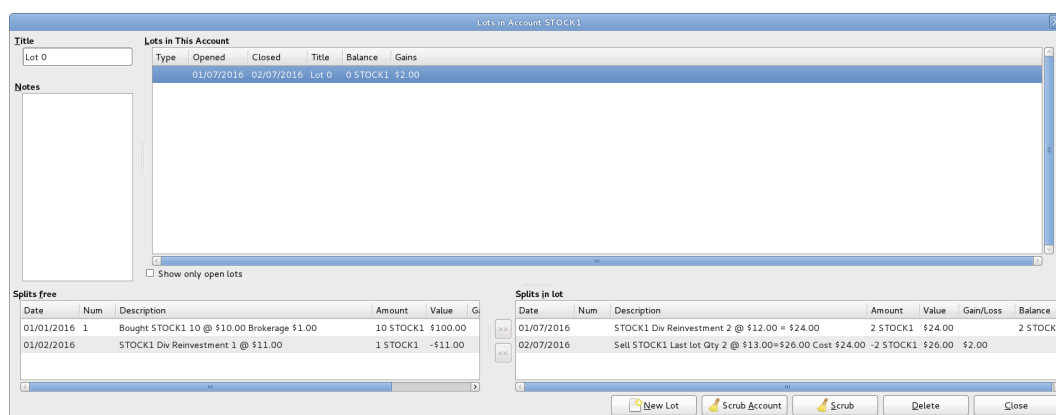 Lots in Account STOCK1
Title
Lots in This Account
Lot 0
Type Opened Closed Title Balance Gains
01/07/2016 02/07/2016 Lot 0 0 STOCK1 $2.00
Notes
Show only open lots
Splits free
Splits in lot
Date Num Description Amount Value G
Date Num Description Amount Value Gain/Loss Balance
01/01/2016 1 Bought STOCK1 10 @ $10.00 Brokerage $1.00 10 STOCK1 $100.00
>>
01/07/2016 STOCK1 Div Reinvestment 2 @ $12.00 = $24.00 2 STOCK1 $24.00 2 STOCK
01/02/2016 STOCK1 Div Reinvestment 1 @ $11.00 1 STOCK1 -$11.00
<<
02/07/2016 Sell STOCK1 Last lot Qty 2 @ $13.00=$26.00 Cost $24.00 -2 STOCK1 $26.00 $2.00
New Lot Scrub Account Scrub Delete Close